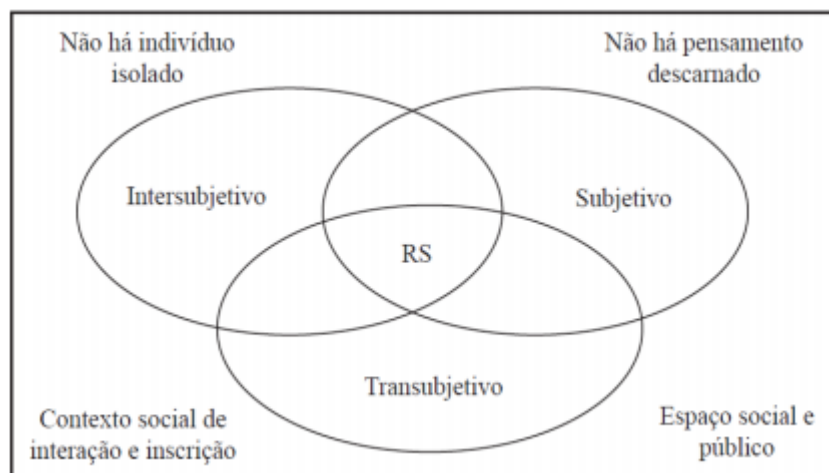 Não há indivíduo
isolado
Não há pensamento
descarnado
Intersubjetivo
Subjetivo
RS
Transubjetivo
Contexto social de
interação e inscrição
Espaço social e
público